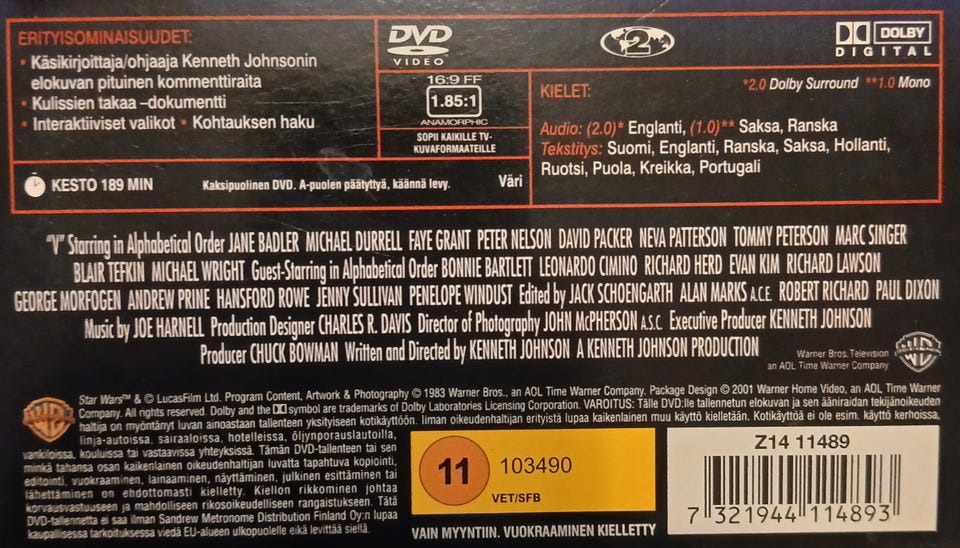 ERITYISOMINAISUUDET:
• Käsikirjoittaja/ohjaaja Kenneth Johnsonin
elokuvan pituinen kommenttiraita
• Kulissien takaa –dokumentti
• Interaktiiviset valikot • Kohtauksen haku
DVD
VIDEO
16:9 FF
1.85:1
ANAMORPHIC
SOPII KAIKILLE TV-
KUVAFORMAATEILLE
2
DOLBY
DIGITAL
KIELET:
*2.0 Dolby Surround **1.0 Mono
Audio: (2.0)* Englanti, (1.0)** Saksa, Ranska
Tekstitys: Suomi, Englanti, Ranska, Saksa, Hollanti,
Ruotsi, Puola, Kreikka, Portugali
KESTO 189 MIN
Kaksipuolinen DVD. A-puolen päätyttyä, käännä levy.
Väri
"V" Starring in Alphabetical Order JANE BADLER MICHAEL DURRELL FAYE GRANT PETER NELSON DAVID PACKER NEVA PATTERSON TOMMY PETERSON MARC SINGER
BLAIR TEFKIN MICHAEL WRIGHT Guest-Starring in Alphabetical Order BONNIE BARTLETT LEONARDO CIMINO RICHARD HERD EVAN KIM RICHARD LAWSON
GEORGE MORFOGEN ANDREW PRINE HANSFORD ROWE JENNY SULLIVAN PENELOPE WINDUST Edited by JACK SCHOENGARTH ALAN MARKS A.C.E. ROBERT RICHARD PAUL DIXON
Music by JOE HARNELL Production Designer CHARLES R. DAVIS Director of Photography JOHN McPHERSON A.S.C. Executive Producer KENNETH JOHNSON
Producer CHUCK BOWMAN Written and Directed by KENNETH JOHNSON A KENNETH JOHNSON PRODUCTION
Warner Bros. Television
an AOL Time Warner Company
Star Wars™ & © LucasFilm Ltd. Program Content, Artwork & Photography © 1983 Warner Bros., an AOL Time Warner Company. Package Design © 2001 Warner Home Video, an AOL Time Warner
Company. All rights reserved. Dolby and the DD symbol are trademarks of Dolby Laboratories Licensing Corporation. VAROITUS: Tälle DVD:lle tallennetun elokuvan ja sen ääniraidan tekijänoikeuden
haltija on myöntänyt luvan ainoastaan tallenteen yksityiseen kotikäyttöön. Ilman oikeudenhaltijan erityistä lupaa kaikenlainen muu käyttö kielletään. Kotikäyttöä ei ole esim. käyttö kerhoissa,
linja-autoissa, sairaaloissa, hotelleissa, öljynporauslautoilla,
vankiloissa, kouluissa tai vastaavissa yhteyksissä. Tämän DVD-tallenteen tai sen
minkä tahansa osan kaikenlainen oikeudenhaltijan luvatta tapahtuva kopiointi,
editointi, vuokraaminen, lainaaminen, näyttäminen, julkinen esittäminen tai
lähettäminen on ehdottomasti kielletty. Kiellon rikkominen johtaa
korvausvastuuseen ja mahdolliseen rikosoikeudelliseen rangaistukseen. Tätä
DVD-tallennetta ei saa ilman Sandrew Metronome Distribution Finland Oy:n lupaa
kaupallisessa tarkoituksessa viedä EU-alueen ulkopuolelle eikä levittää siellä.
11
103490
VET/SFB
VAIN MYYNTIIN. VUOKRAAMINEN KIELLETTY
Z14 11489
7 321944 114893